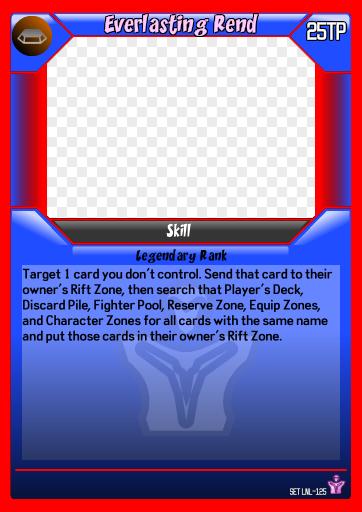 Everlasting Rend
25TP
Skill
Legendary Rank
Target 1 card you don't control. Send that card to their
owner's Rift Zone, then search that Player's Deck,
Discard Pile, Fighter Pool, Reserve Zone, Equip Zones,
and Character Zones for all cards with the same name
and put those cards in their owner's Rift Zone.
SET LNL-125